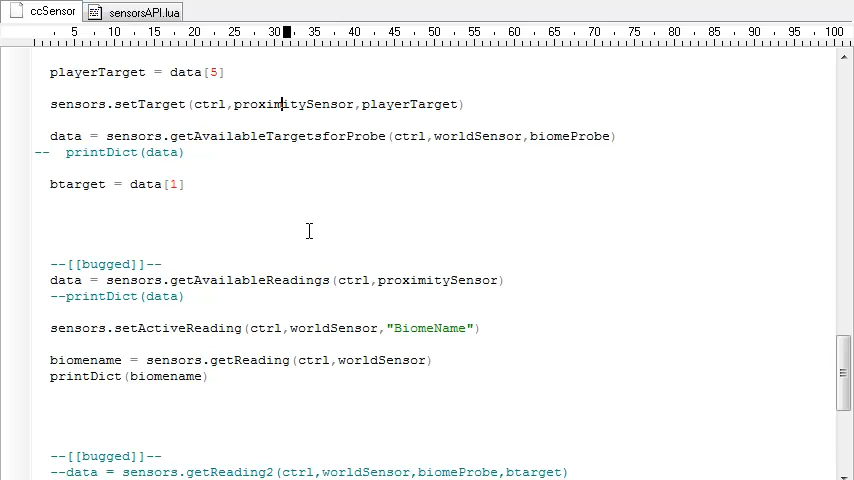 ccSensor
sensorsAPI.lua
5 10 15 20 25 30 35 40 45 50 55 60 65 70 75 80 85 90 95 100
playerTarget = data[5]
sensors.setTarget(ctrl,proximitySensor,playerTarget)
data = sensors.getAvailableTargetsforProbe(ctrl,worldSensor,biomeProbe)
--  printDict(data)
btarget = data[1]
--[[bugged]]--
data = sensors.getAvailableReadings(ctrl,proximitySensor)
--printDict(data)
sensors.setActiveReading(ctrl,worldSensor,"BiomeName")
biomename = sensors.getReading(ctrl,worldSensor)
printDict(biomename)
--[[bugged]]--
--data = sensors.getReading2(ctrl,worldSensor,biomeProbe,btarget)